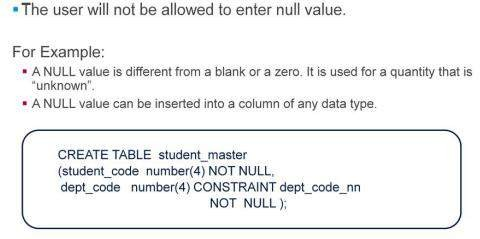 ▪The user will not be allowed to enter null value.
For Example:
▪ A NULL value is different from a blank or a zero. It is used for a quantity that is
“unknown”.
▪ A NULL value can be inserted into a column of any data type.
CREATE TABLE student_master
(student_code number(4) NOT NULL,
dept_code number(4) CONSTRAINT dept_code_nn
NOT NULL );